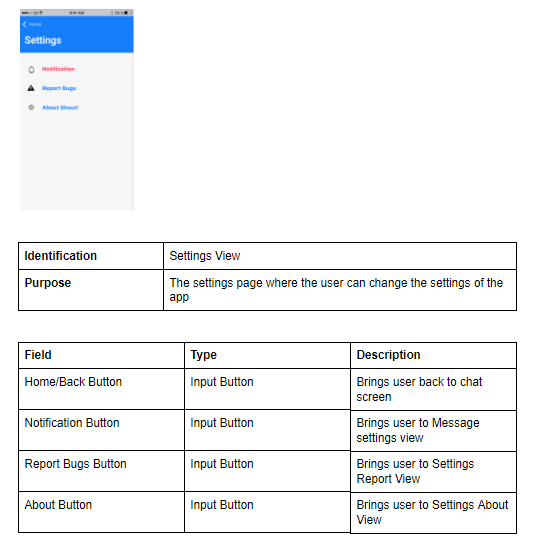 Home
Settings
Notification
Report Bugs
About Shout!
Identification Settings View
Purpose The settings page where the user can change the settings of the
app
Field Type Description
Home/Back Button Input Button Brings user back to chat
screen
Notification Button Input Button Brings user to Message
settings view
Report Bugs Button Input Button Brings user to Settings
Report View
About Button Input Button Brings user to Settings About
View